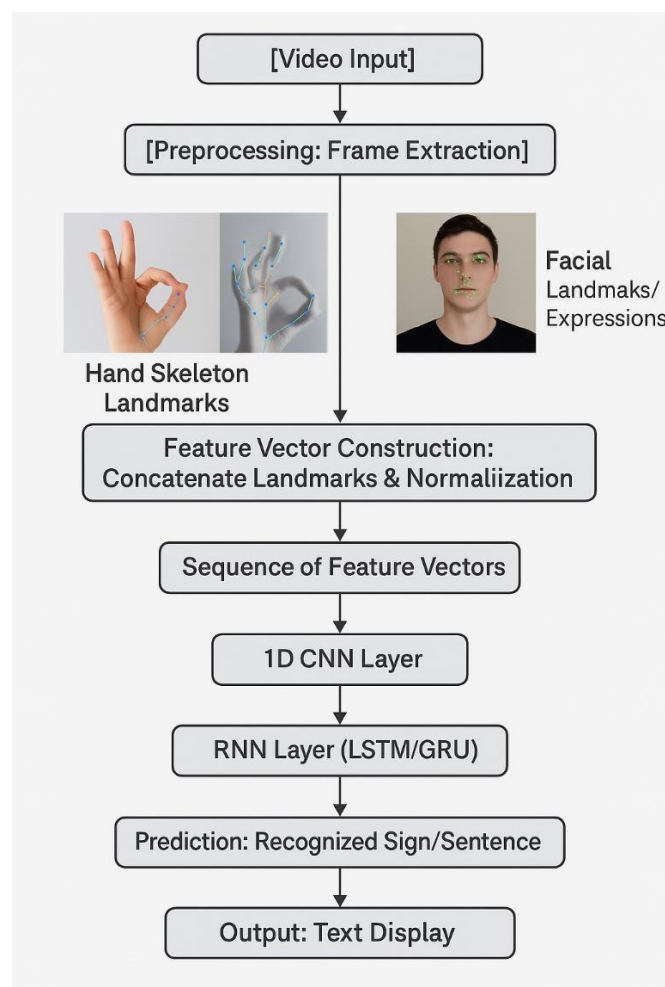 [Video Input]
[Preprocessing: Frame Extraction]
Hand Skeleton
Landmarks
Facial
Landmaks/
Expressions
Feature Vector Construction:
Concatenate Landmarks & Normaliization
Sequence of Feature Vectors
1D CNN Layer
RNN Layer (LSTM/GRU)
Prediction: Recognized Sign/Sentence
Output: Text Display